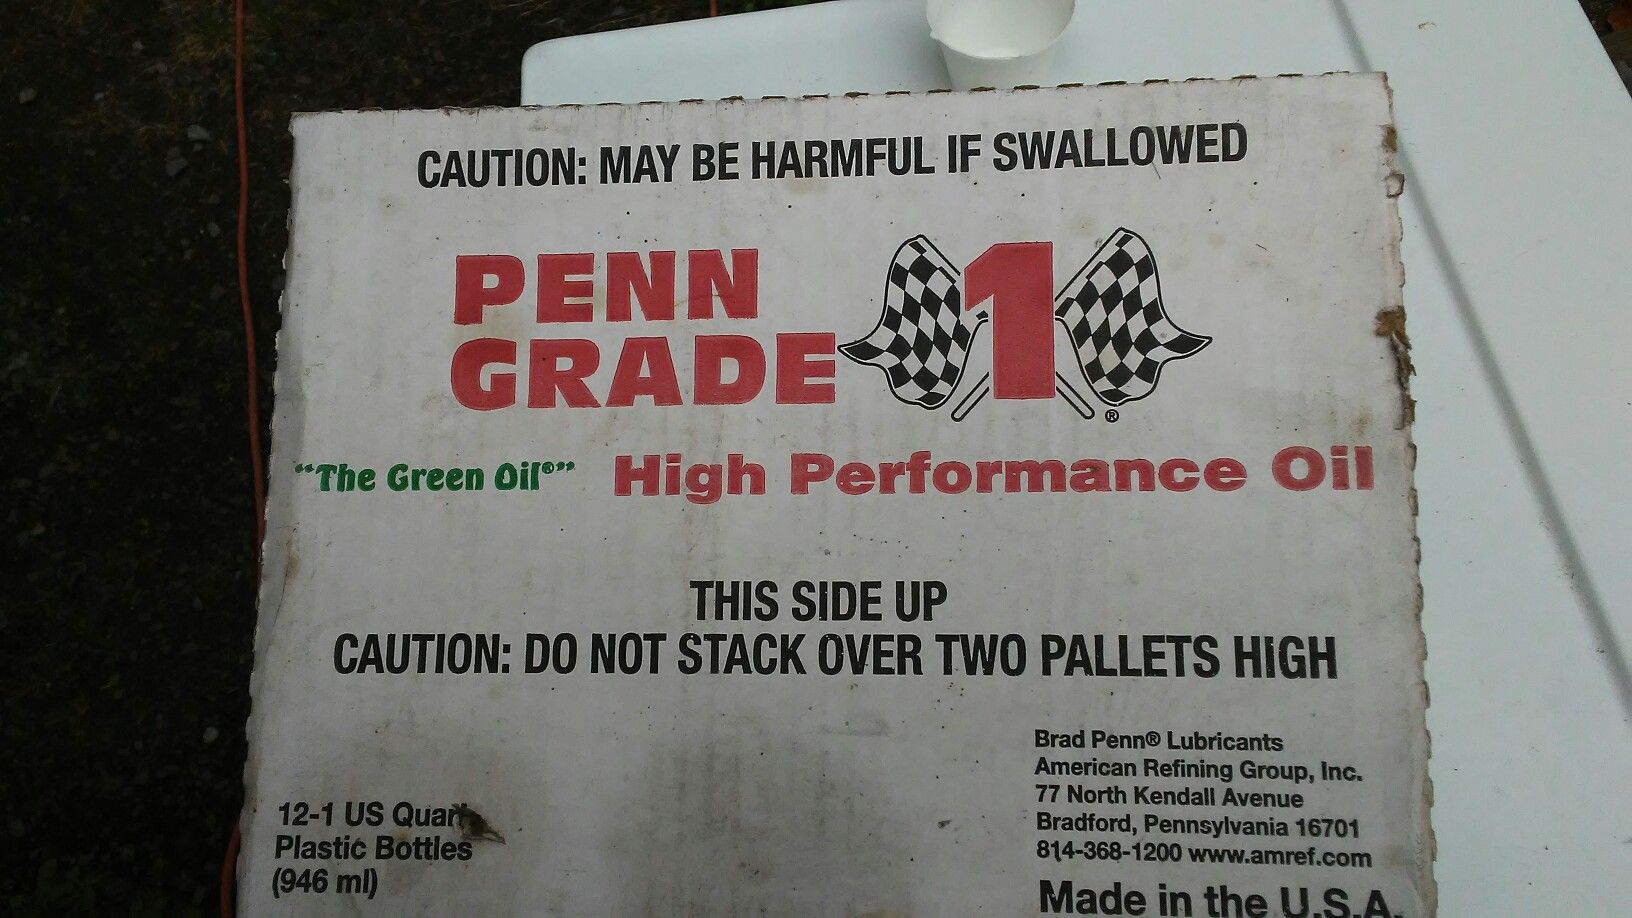 CAUTION: MAY BE HARMFUL IF SWALLOWED
PENN
GRADE 1®
"The Green Oil®" High Performance Oil
THIS SIDE UP
CAUTION: DO NOT STACK OVER TWO PALLETS HIGH
12-1 US Quart
Plastic Bottles
(946 ml)
Brad Penn® Lubricants
American Refining Group, Inc.
77 North Kendall Avenue
Bradford, Pennsylvania 16701
814-368-1200 www.amref.com
Made in the U.S.A.